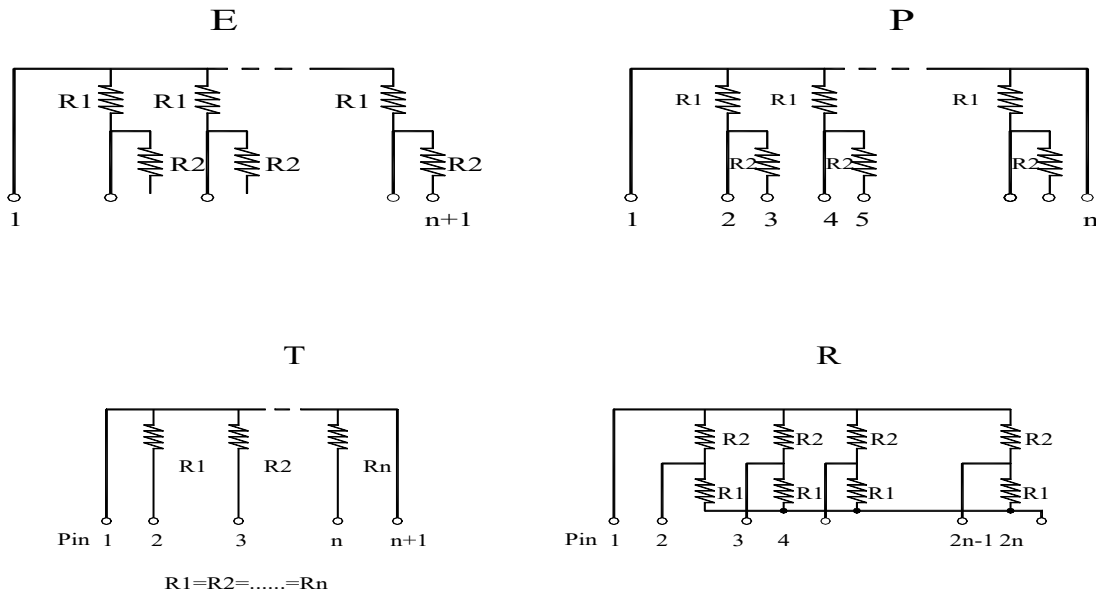 E P
R1 R1 R1 R1 R1 R1
R2 R2 R2 R2 R2 R2
1 n+1 1 2 3 4 5 n
T R
R2 R2 R2 R2
R1 R2 Rn
R1 R1 R1 R1
Pin 1 2 3 n n+1 Pin 1 2 3 4 2n-1 2n
R1=R2=......=Rn